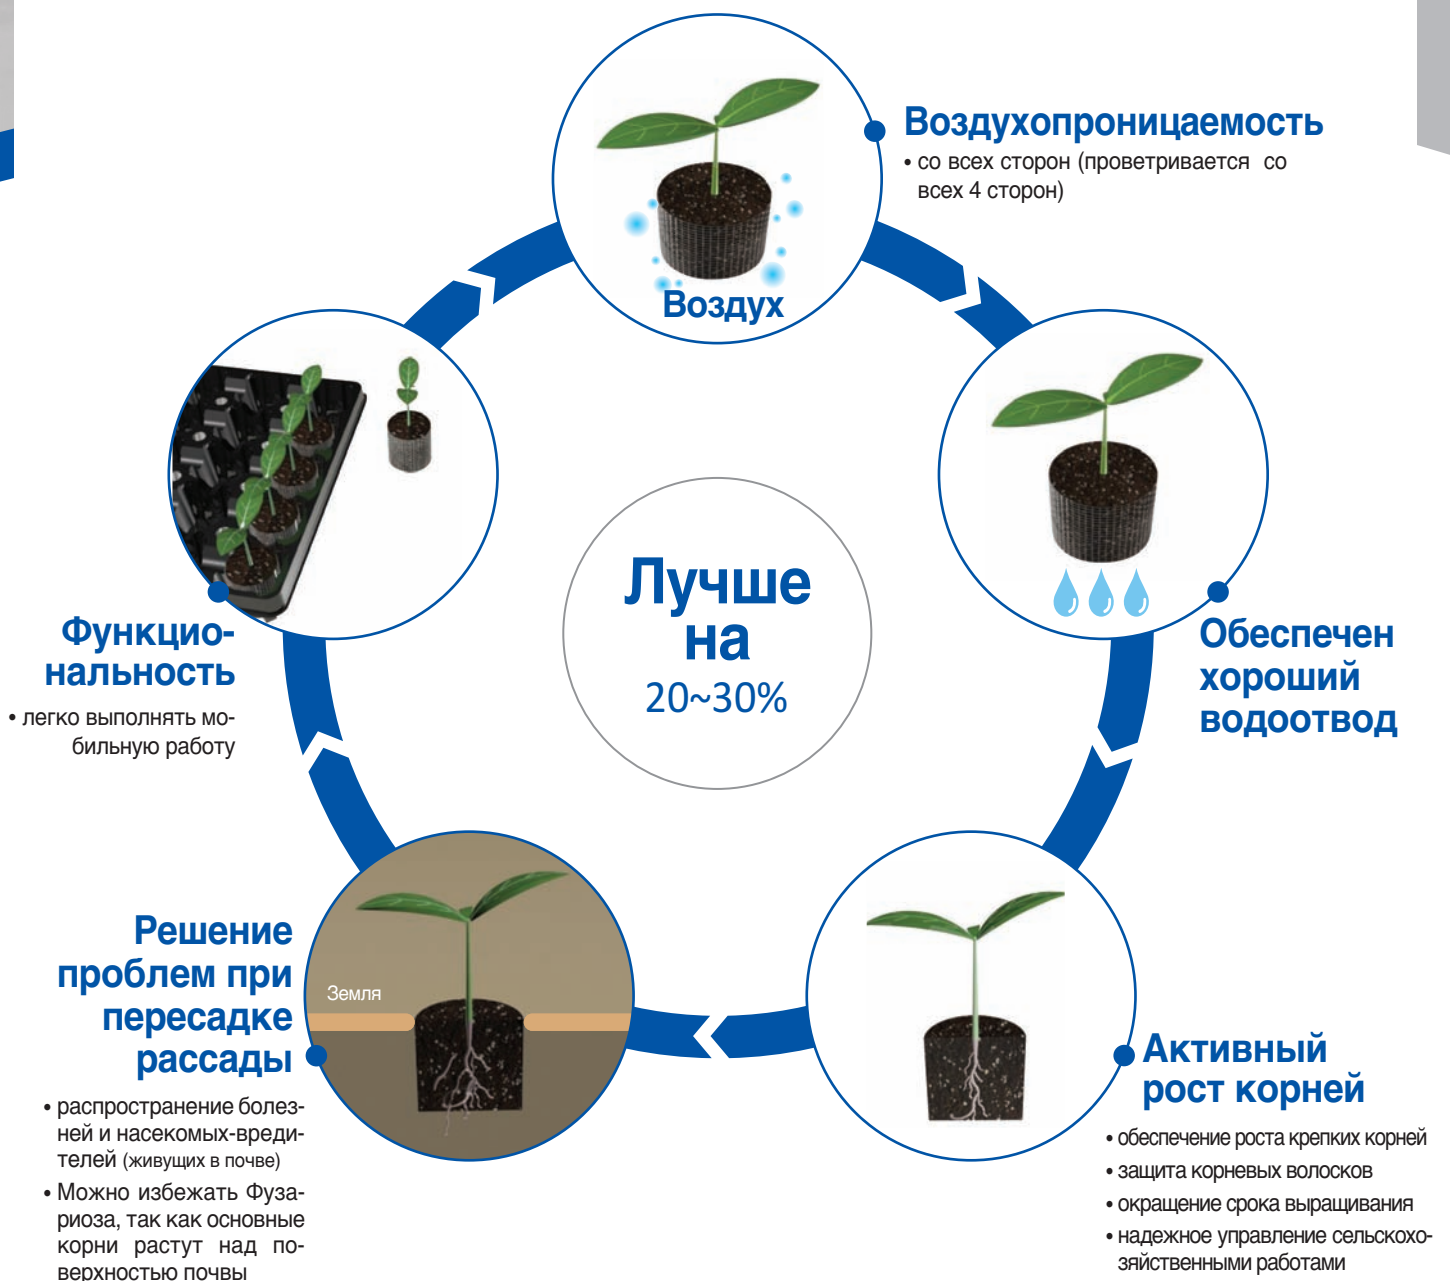 Воздухопроницаемость
• со всех сторон (проветривается со
всех 4 сторон)
Воздух
Обеспечен
хороший
водоотвод
Активный
рост корней
• обеспечение роста крепких корней
• защита корневых волосков
• окращение срока выращивания
• надежное управление сельскохо-
зяйственными работами
Решение
проблем при
пересадке
рассады
• распространение болез-
ней и насекомых-вреди-
телей (живущих в почве)
• Можно избежать Фуза-
риоза, так как основные
корни растут над по-
верхностью почвы
Земля
Функцио-
нальность
• легко выполнять мо-
бильную работу
Лучше
на
20~30%